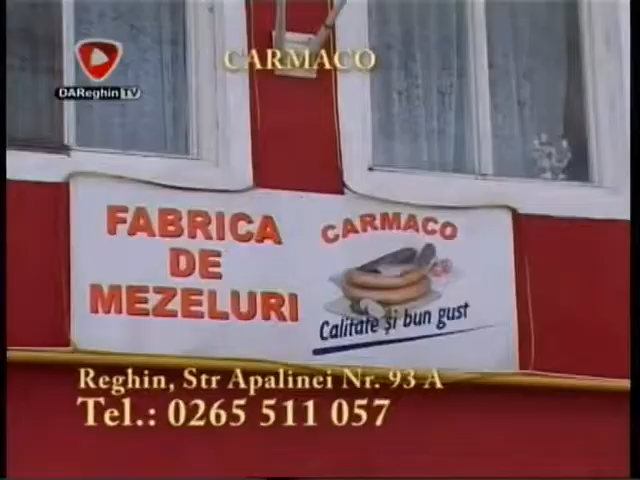 CARMACO
DAReghin TV
FABRICA
DE
MEZELURI
CARMACO
Calitate și bun gust
Reghin, Str Apalinei Nr. 93 A
Tel.: 0265 511 057